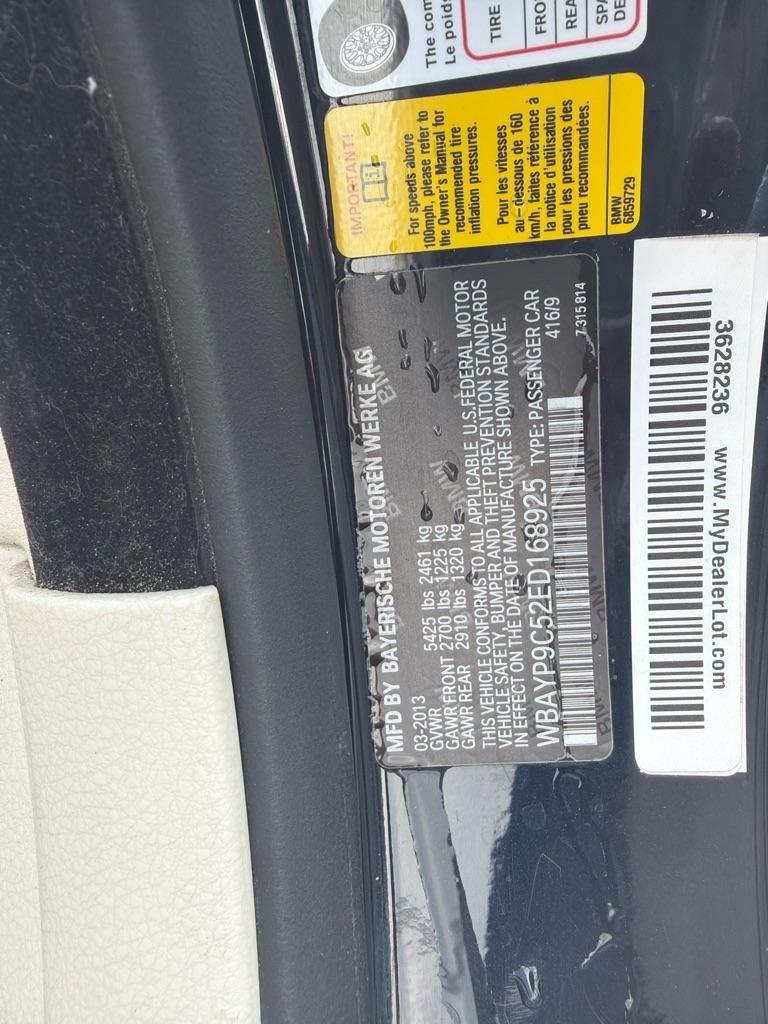 The com
Le poids
TIRE
FRO
REA
SPA
DE
IMPORTANT!
For speeds above
100mph, please refer to
the Owner's Manual for
recommended tire
inflation pressures.
Pour les vitesses
au-dessous de 160
km/h, faites référence à
la notice d'utilisation
pour les pressions des
pneu recommandées.
BMW
6859729
MFD BY BAYERISCHE MOTOREN WERKE AG
03-2013
GVWR 5425 lbs 2461 kg
GAWR FRONT 2700 lbs 1225 kg
GAWR REAR 2910 lbs 1320 kg
THIS VEHICLE CONFORMS TO ALL APPLICABLE U.S.FEDERAL MOTOR
VEHICLE SAFETY, BUMPER AND THEFT PREVENTION STANDARDS
IN EFFECT ON THE DATE OF MANUFACTURE SHOWN ABOVE.
WBAYP9C52ED168925 TYPE: PASSENGER CAR
416/9
7 315 814
3628236 www.MyDealerLot.com